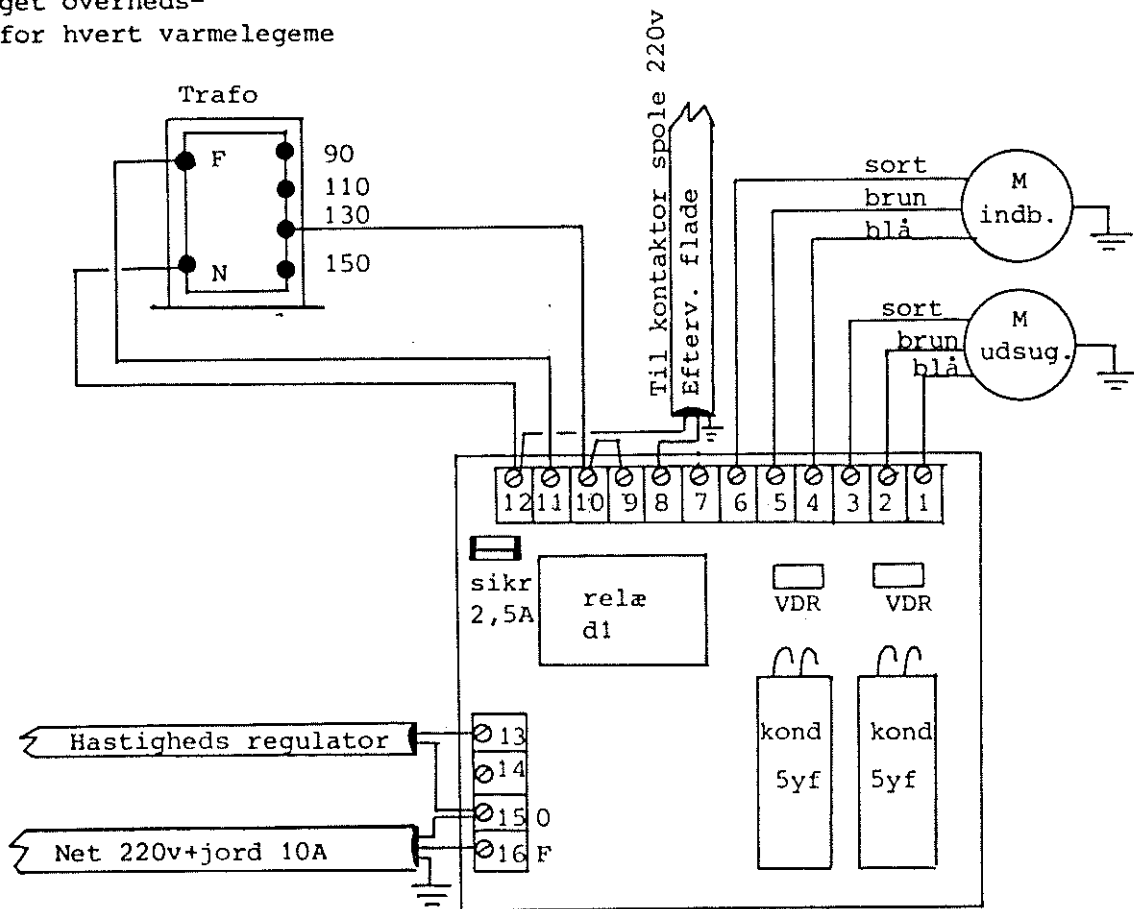 get overheds-
for hvert varmelegeme
Trafo
F
N
90
110
130
150
Til kontaktor spole 220v
Efterv. flade
sort
brun
blå
M
indb.
sort
brun
blå
M
udsug.
12 11 10 9 8 7 6 5 4 3 2 1
sikr
2,5A
relæ
d1
VDR
VDR
kond
5yf
kond
5yf
Hastigheds regulator
13
14
15 0
16 F
Net 220v+jord 10A